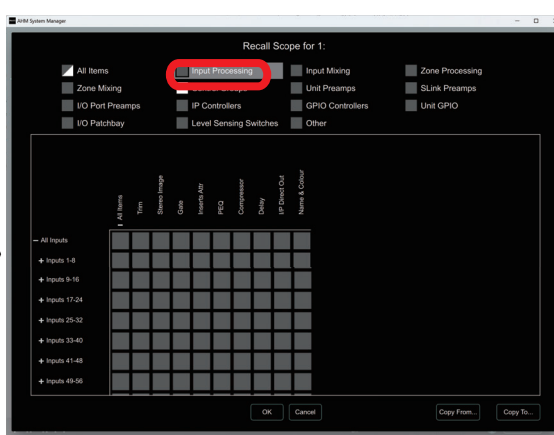 AHM System Manager
Recall Scope for 1:
All Items Input Processing Input Mixing Zone Processing
Zone Mixing Control Groups Unit Preamps SLink Preamps
I/O Port Preamps IP Controllers GPIO Controllers Unit GPIO
I/O Patchbay Level Sensing Switches Other
All Items Trim Stereo Image Gate Inserts Attr PEQ Compressor Delay I/P Direct Out Name & Colour
All Inputs
Inputs 1-8
Inputs 9-16
Inputs 17-24
Inputs 25-32
Inputs 33-40
Inputs 41-48
Inputs 49-56
OK Cancel Copy From... Copy To...